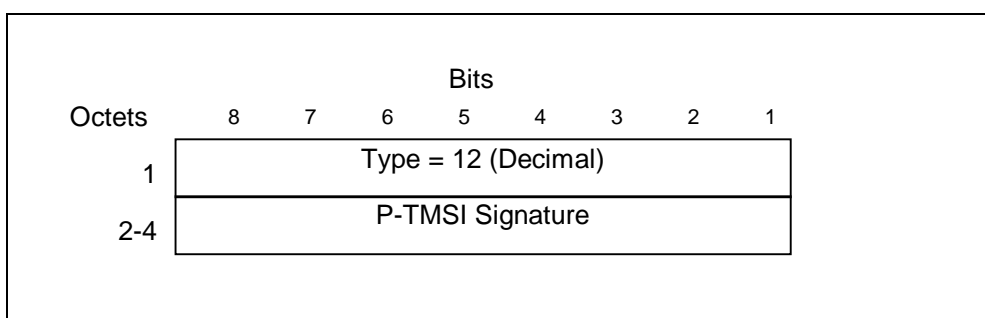 Bits
Octets 8 7 6 5 4 3 2 1
1 Type = 12 (Decimal)
2-4 P-TMSI Signature